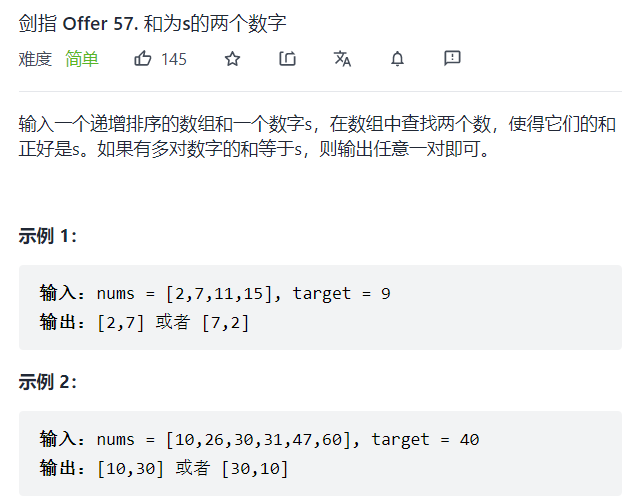 剑指 Offer 57. 和为s的两个数字
难度 简单 145
输入一个递增排序的数组和一个数字s，在数组中查找两个数，使得它们的和
正好是s。如果有多对数字的和等于s，则输出任意一对即可。
示例 1：
输入：nums = [2,7,11,15], target = 9
输出：[2,7] 或者 [7,2]
示例 2：
输入：nums = [10,26,30,31,47,60], target = 40
输出：[10,30] 或者 [30,10]